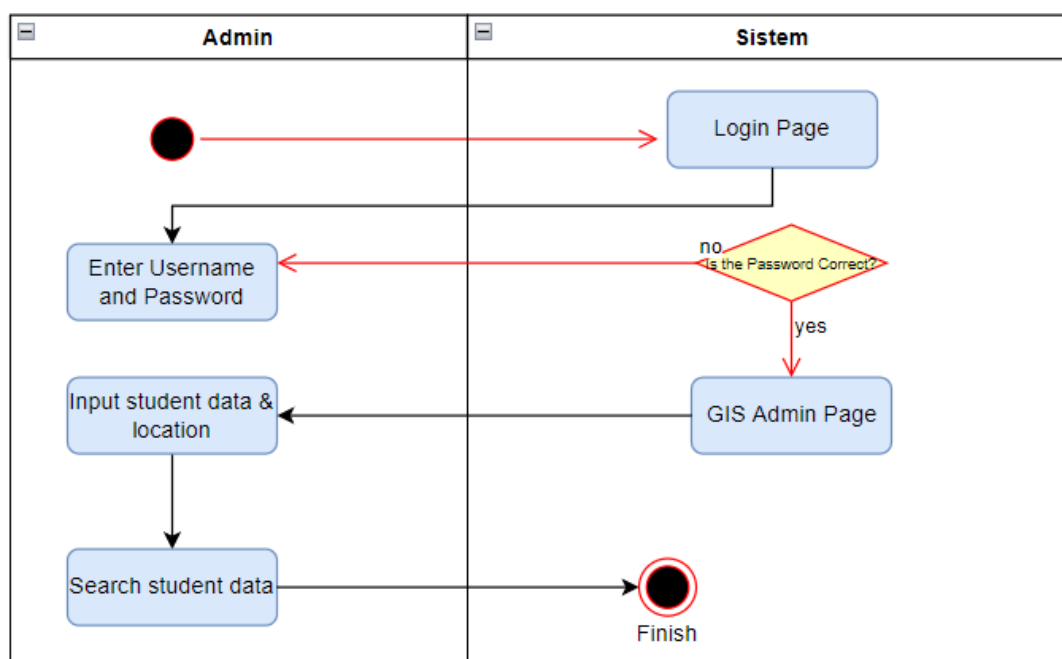 Admin
Sistem
Login Page
Enter Username
and Password
no
Is the Password Correct?
yes
Input student data &
location
GIS Admin Page
Search student data
Finish